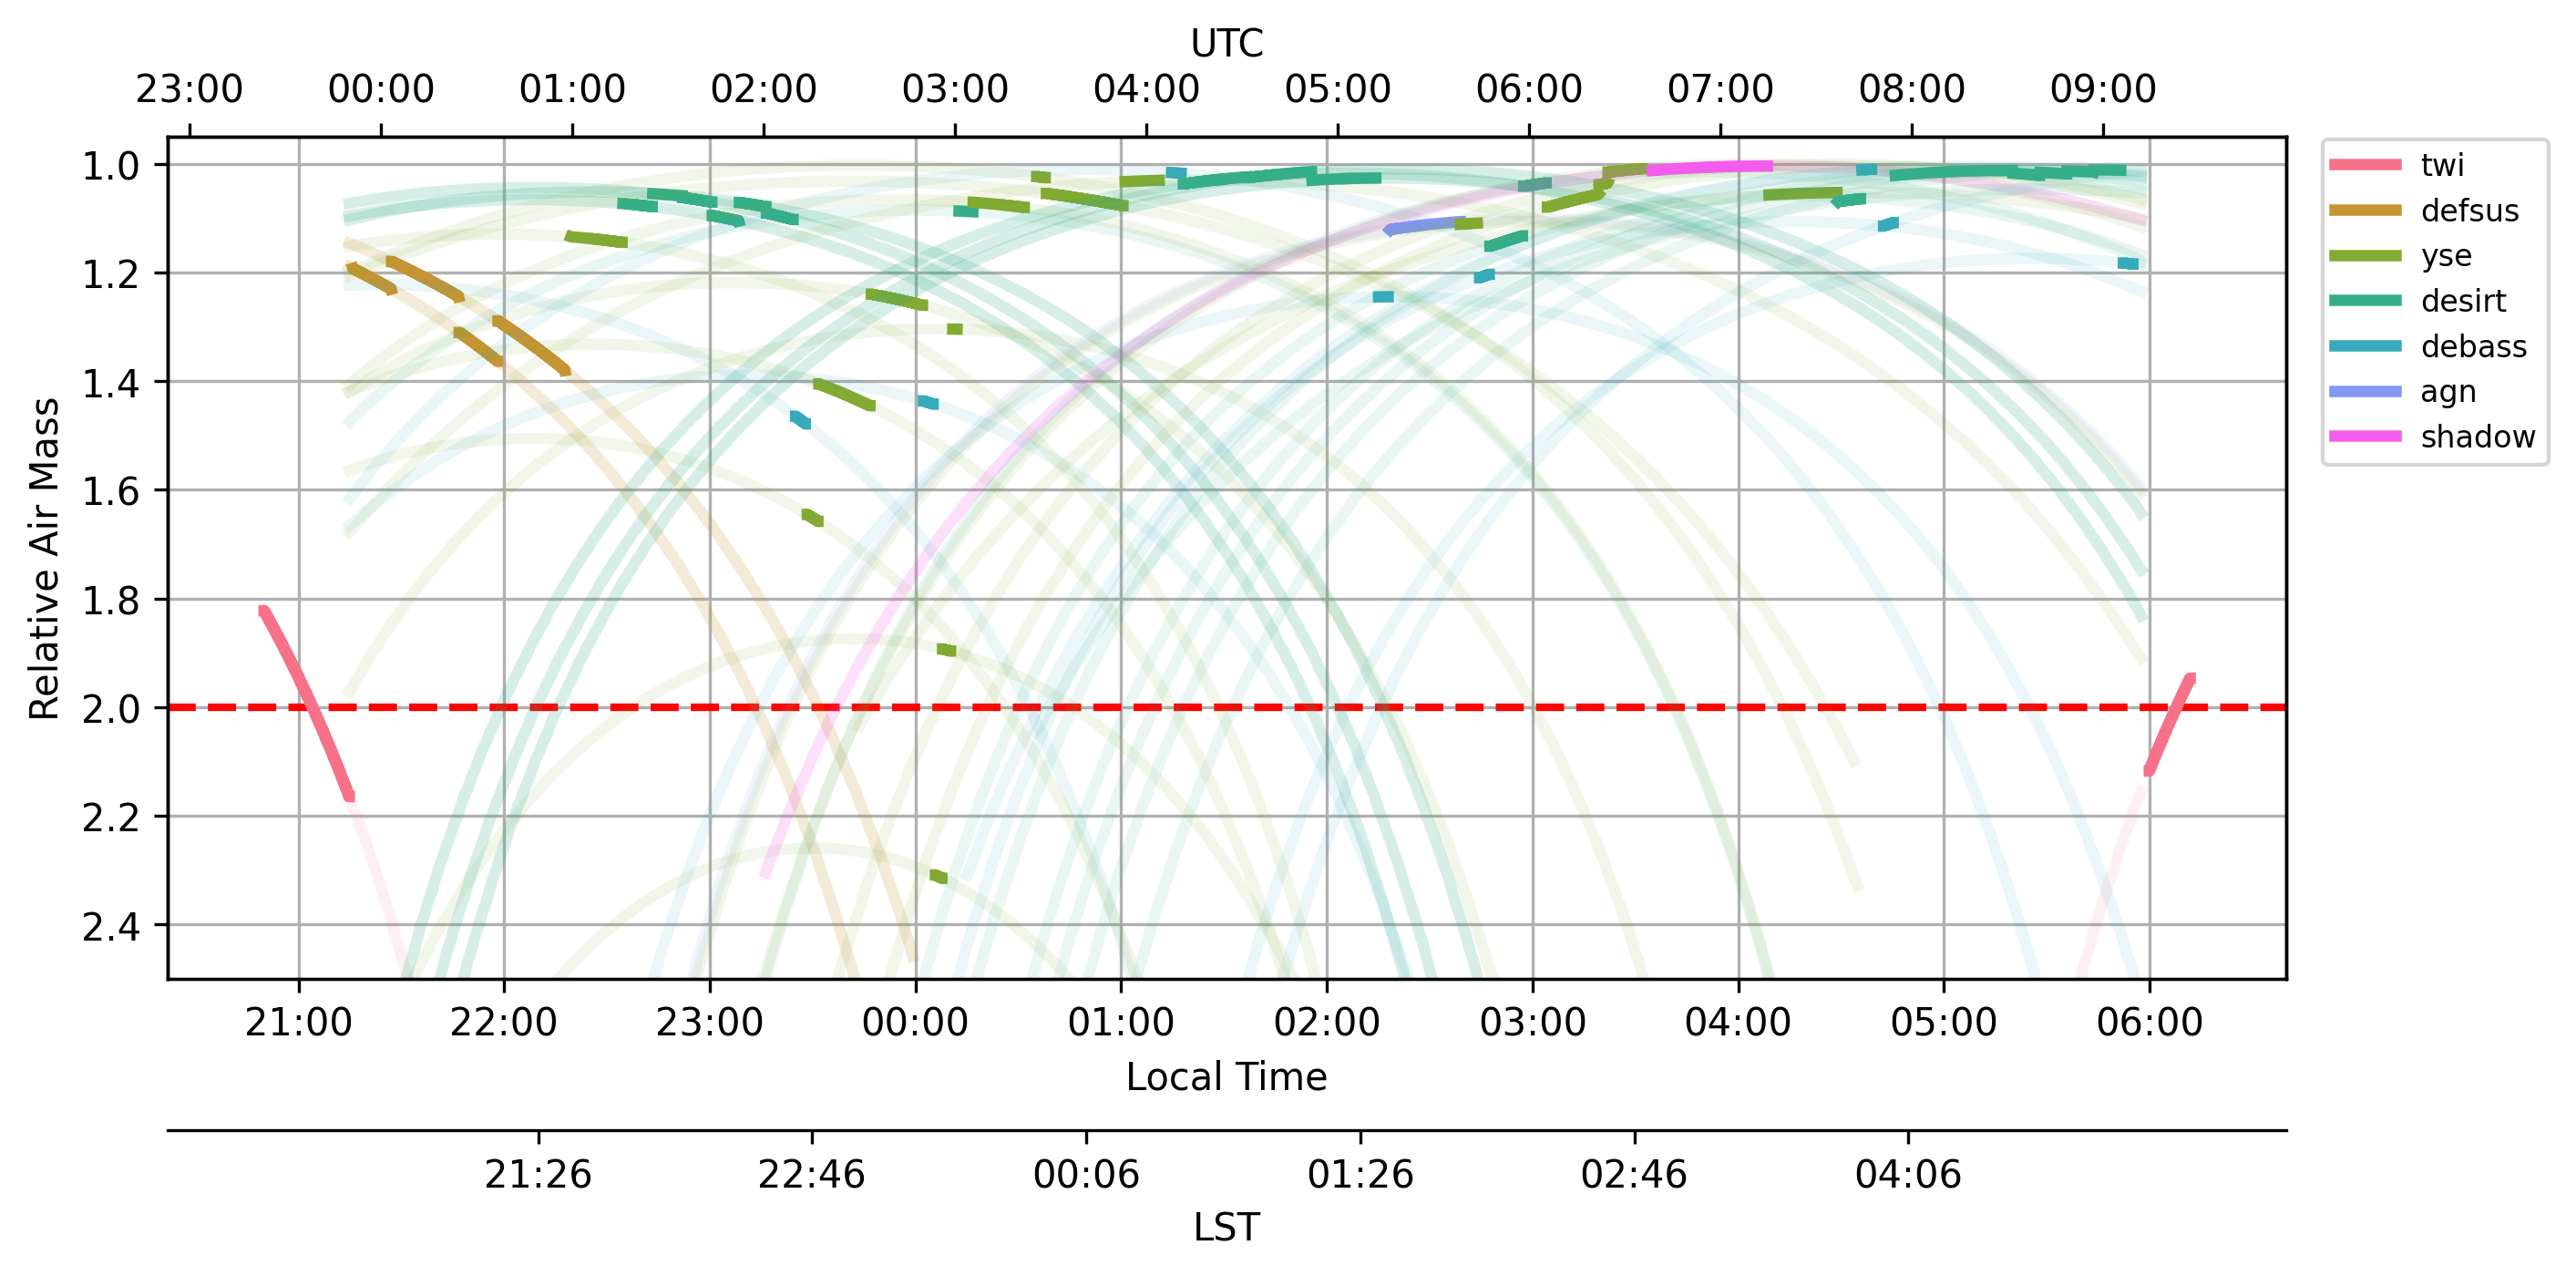 UTC
23:00 00:00 01:00 02:00 03:00 04:00 05:00 06:00 07:00 08:00 09:00
Relative Air Mass
1.0
1.2
1.4
1.6
1.8
2.0
2.2
2.4
twi
defsus
yse
desirt
debass
agn
shadow
21:00 22:00 23:00 00:00 01:00 02:00 03:00 04:00 05:00 06:00
Local Time
21:26 22:46 00:06 01:26 02:46 04:06
LST